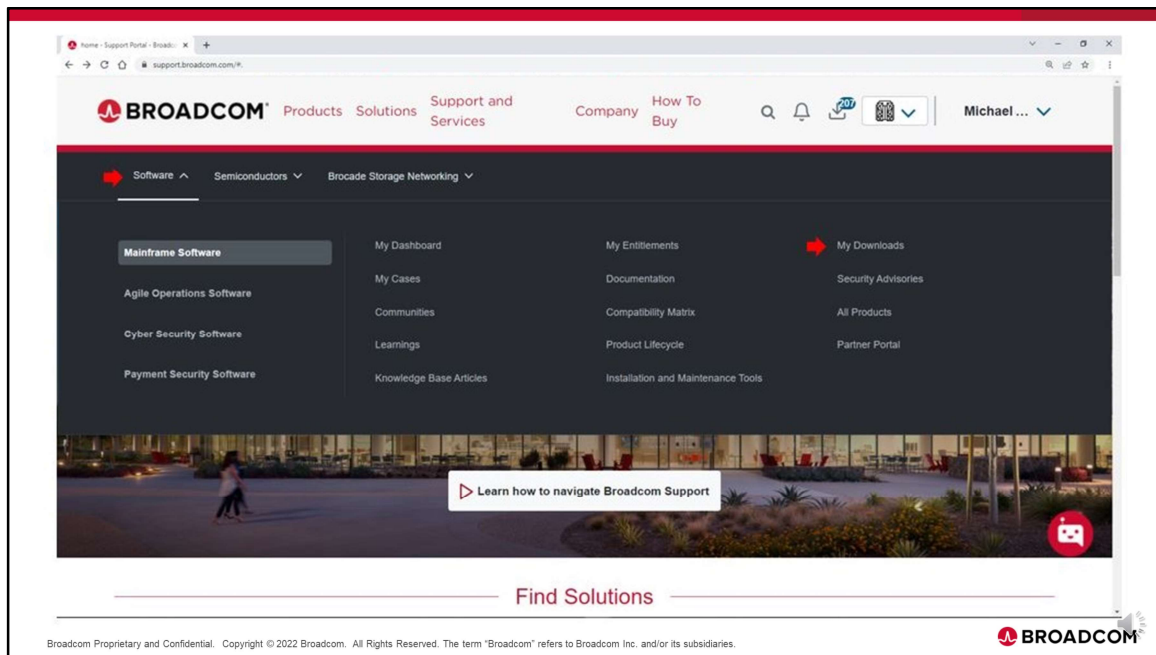 home - Support Portal - Broadc
support.broadcom.com/#.
BROADCOM
Products
Solutions
Support and
Services
Company
How To
Buy
207
Michael ...
Software
Semiconductors
Brocade Storage Networking
Mainframe Software
Agile Operations Software
Cyber Security Software
Payment Security Software
My Dashboard
My Cases
Communities
Learnings
Knowledge Base Articles
My Entitlements
Documentation
Compatibility Matrix
Product Lifecycle
Installation and Maintenance Tools
My Downloads
Security Advisories
All Products
Partner Portal
Learn how to navigate Broadcom Support
Find Solutions
Broadcom Proprietary and Confidential. Copyright © 2022 Broadcom. All Rights Reserved. The term “Broadcom” refers to Broadcom Inc. and/or its subsidiaries.
BROADCOM